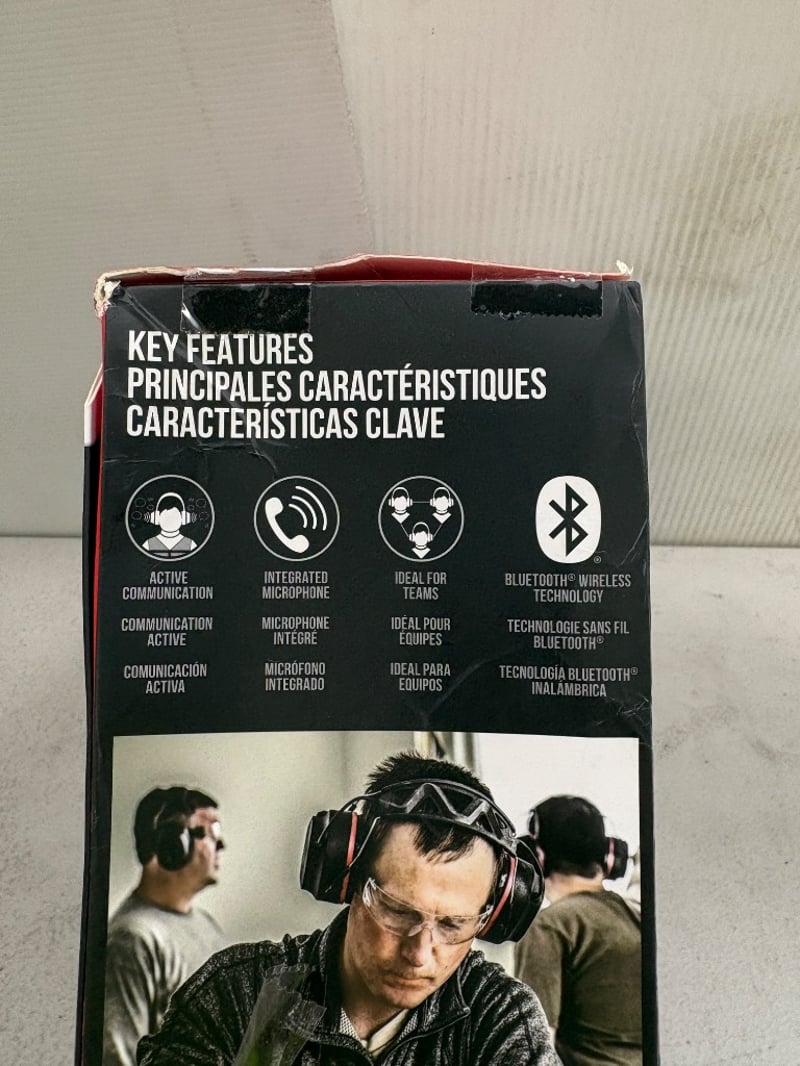 KEY FEATURES
PRINCIPALES CARACTÉRISTIQUES
CARACTERÍSTICAS CLAVE
ACTIVE
COMMUNICATION
COMMUNICATION
ACTIVE
COMUNICACIÓN
ACTIVA
INTEGRATED
MICROPHONE
MICROPHONE
INTÉGRÉ
MICRÓFONO
INTEGRADO
IDEAL FOR
TEAMS
IDÉAL POUR
ÉQUIPES
IDEAL PARA
EQUIPOS
®
BLUETOOTH® WIRELESS
TECHNOLOGY
TECHNOLOGIE SANS FIL
BLUETOOTH®
TECNOLOGÍA BLUETOOTH®
INALÁMBRICA